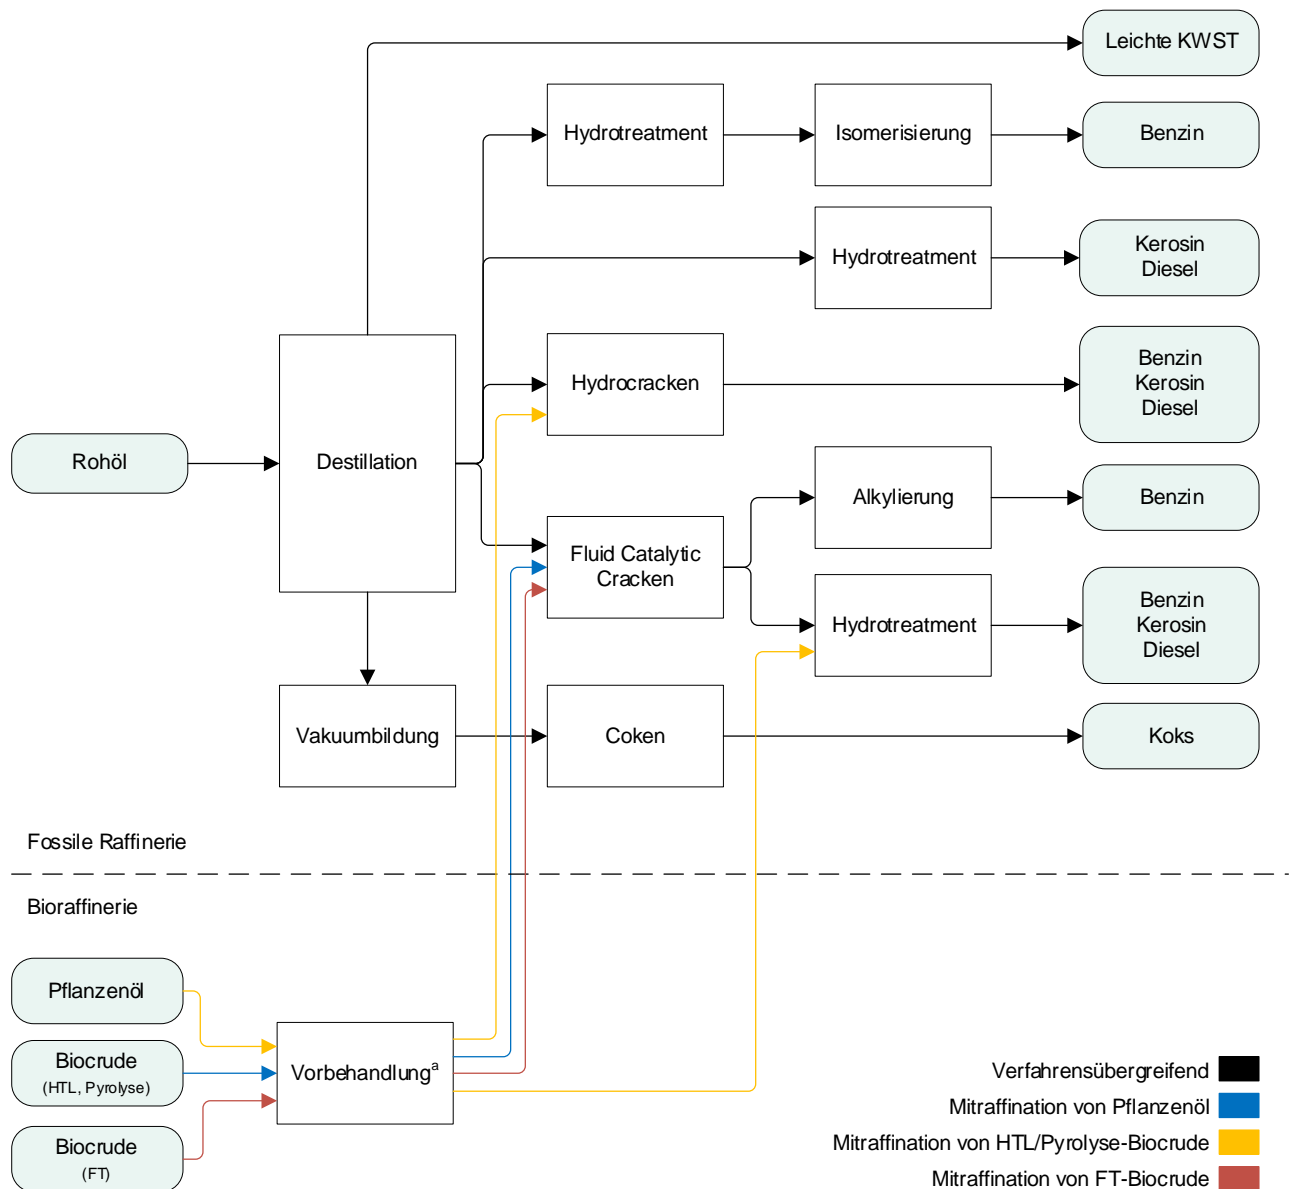 Leichte KWST
Hydrotreatment
Isomerisierung
Benzin
Hydrotreatment
Kerosin
Diesel
Hydrocracken
Benzin
Kerosin
Diesel
Rohöl
Destillation
Alkylierung
Benzin
Fluid Catalytic
Cracken
Hydrotreatment
Benzin
Kerosin
Diesel
Vakuumbildung
Coken
Koks
Fossile Raffinerie
Bioraffinerie
Pflanzenöl
Biocrude
(HTL, Pyrolyse)
Vorbehandlungᵃ
Biocrude
(FT)
Verfahrensübergreifend
Mitraffination von Pflanzenöl
Mitraffination von HTL/Pyrolyse-Biocrude
Mitraffination von FT-Biocrude